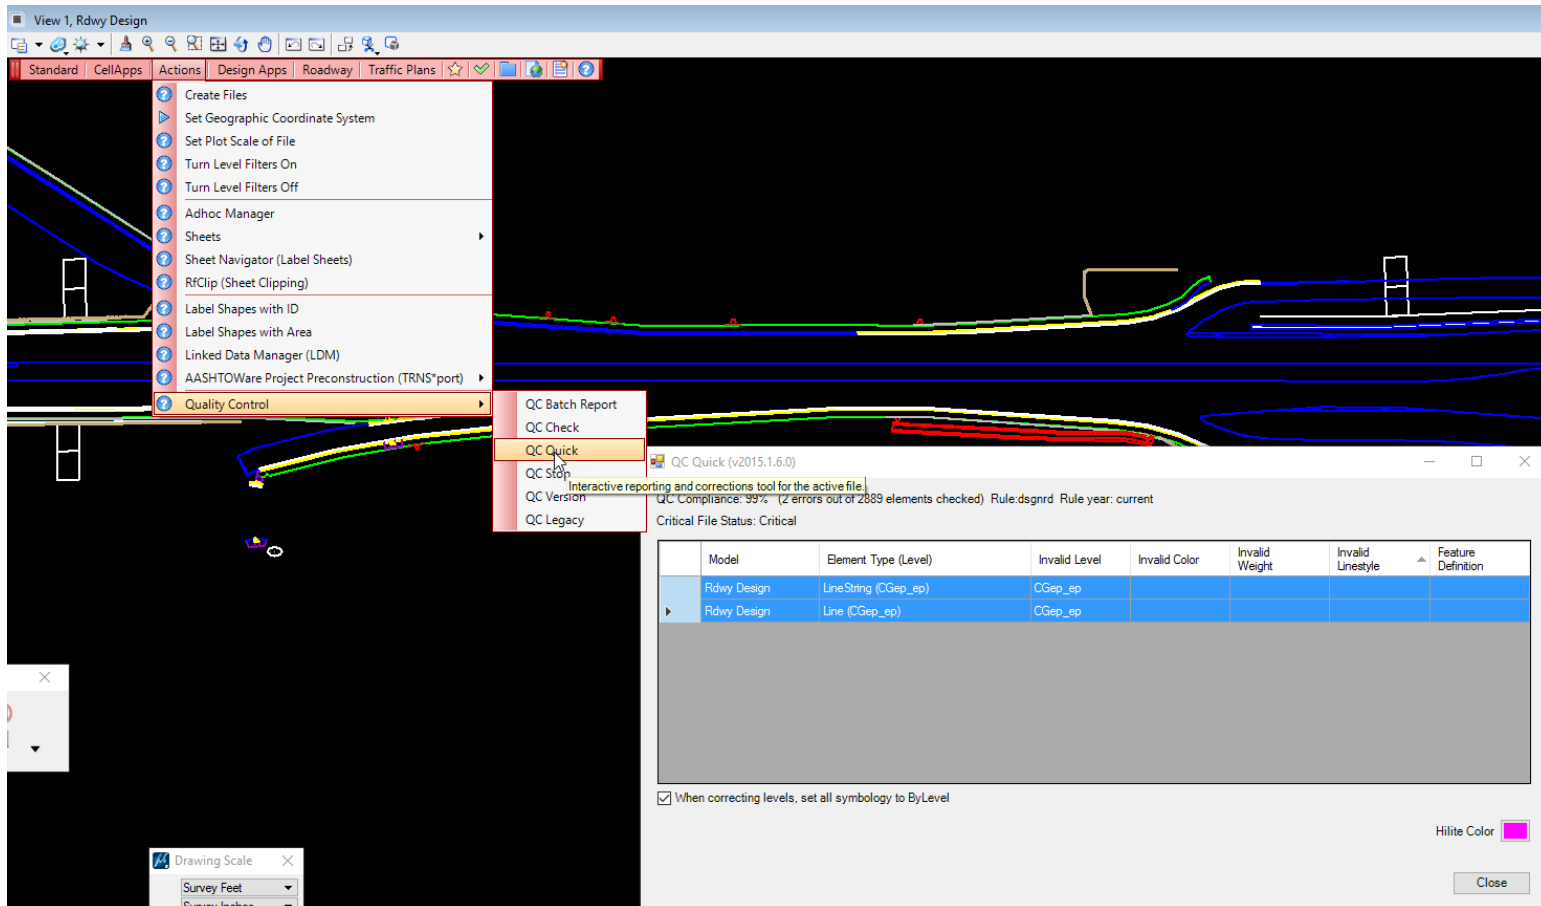 View 1, Rdwy Design
Standard CellApps Actions Design Apps Roadway Traffic Plans
Create Files
Set Geographic Coordinate System
Set Plot Scale of File
Turn Level Filters On
Turn Level Filters Off
Adhoc Manager
Sheets
Sheet Navigator (Label Sheets)
RfClip (Sheet Clipping)
Label Shapes with ID
Label Shapes with Area
Linked Data Manager (LDM)
AASHTOWare Project Preconstruction (TRNS*port)
Quality Control
QC Batch Report
QC Check
QC Quick
QC Stop
QC Version
QC Legacy
Interactive reporting and corrections tool for the active file.
QC Quick (v2015.1.6.0)
QC Compliance: 99% (2 errors out of 2889 elements checked) Rule:dsgnrd Rule year: current
Critical File Status: Critical
Model Element Type (Level) Invalid Level Invalid Color Invalid Weight Invalid Linestyle Feature Definition
Rdwy Design LineString (CGep_ep) CGep_ep
Rdwy Design Line (CGep_ep) CGep_ep
When correcting levels, set all symbology to ByLevel
Hilite Color
Close
Drawing Scale
Survey Feet
Survey Inches